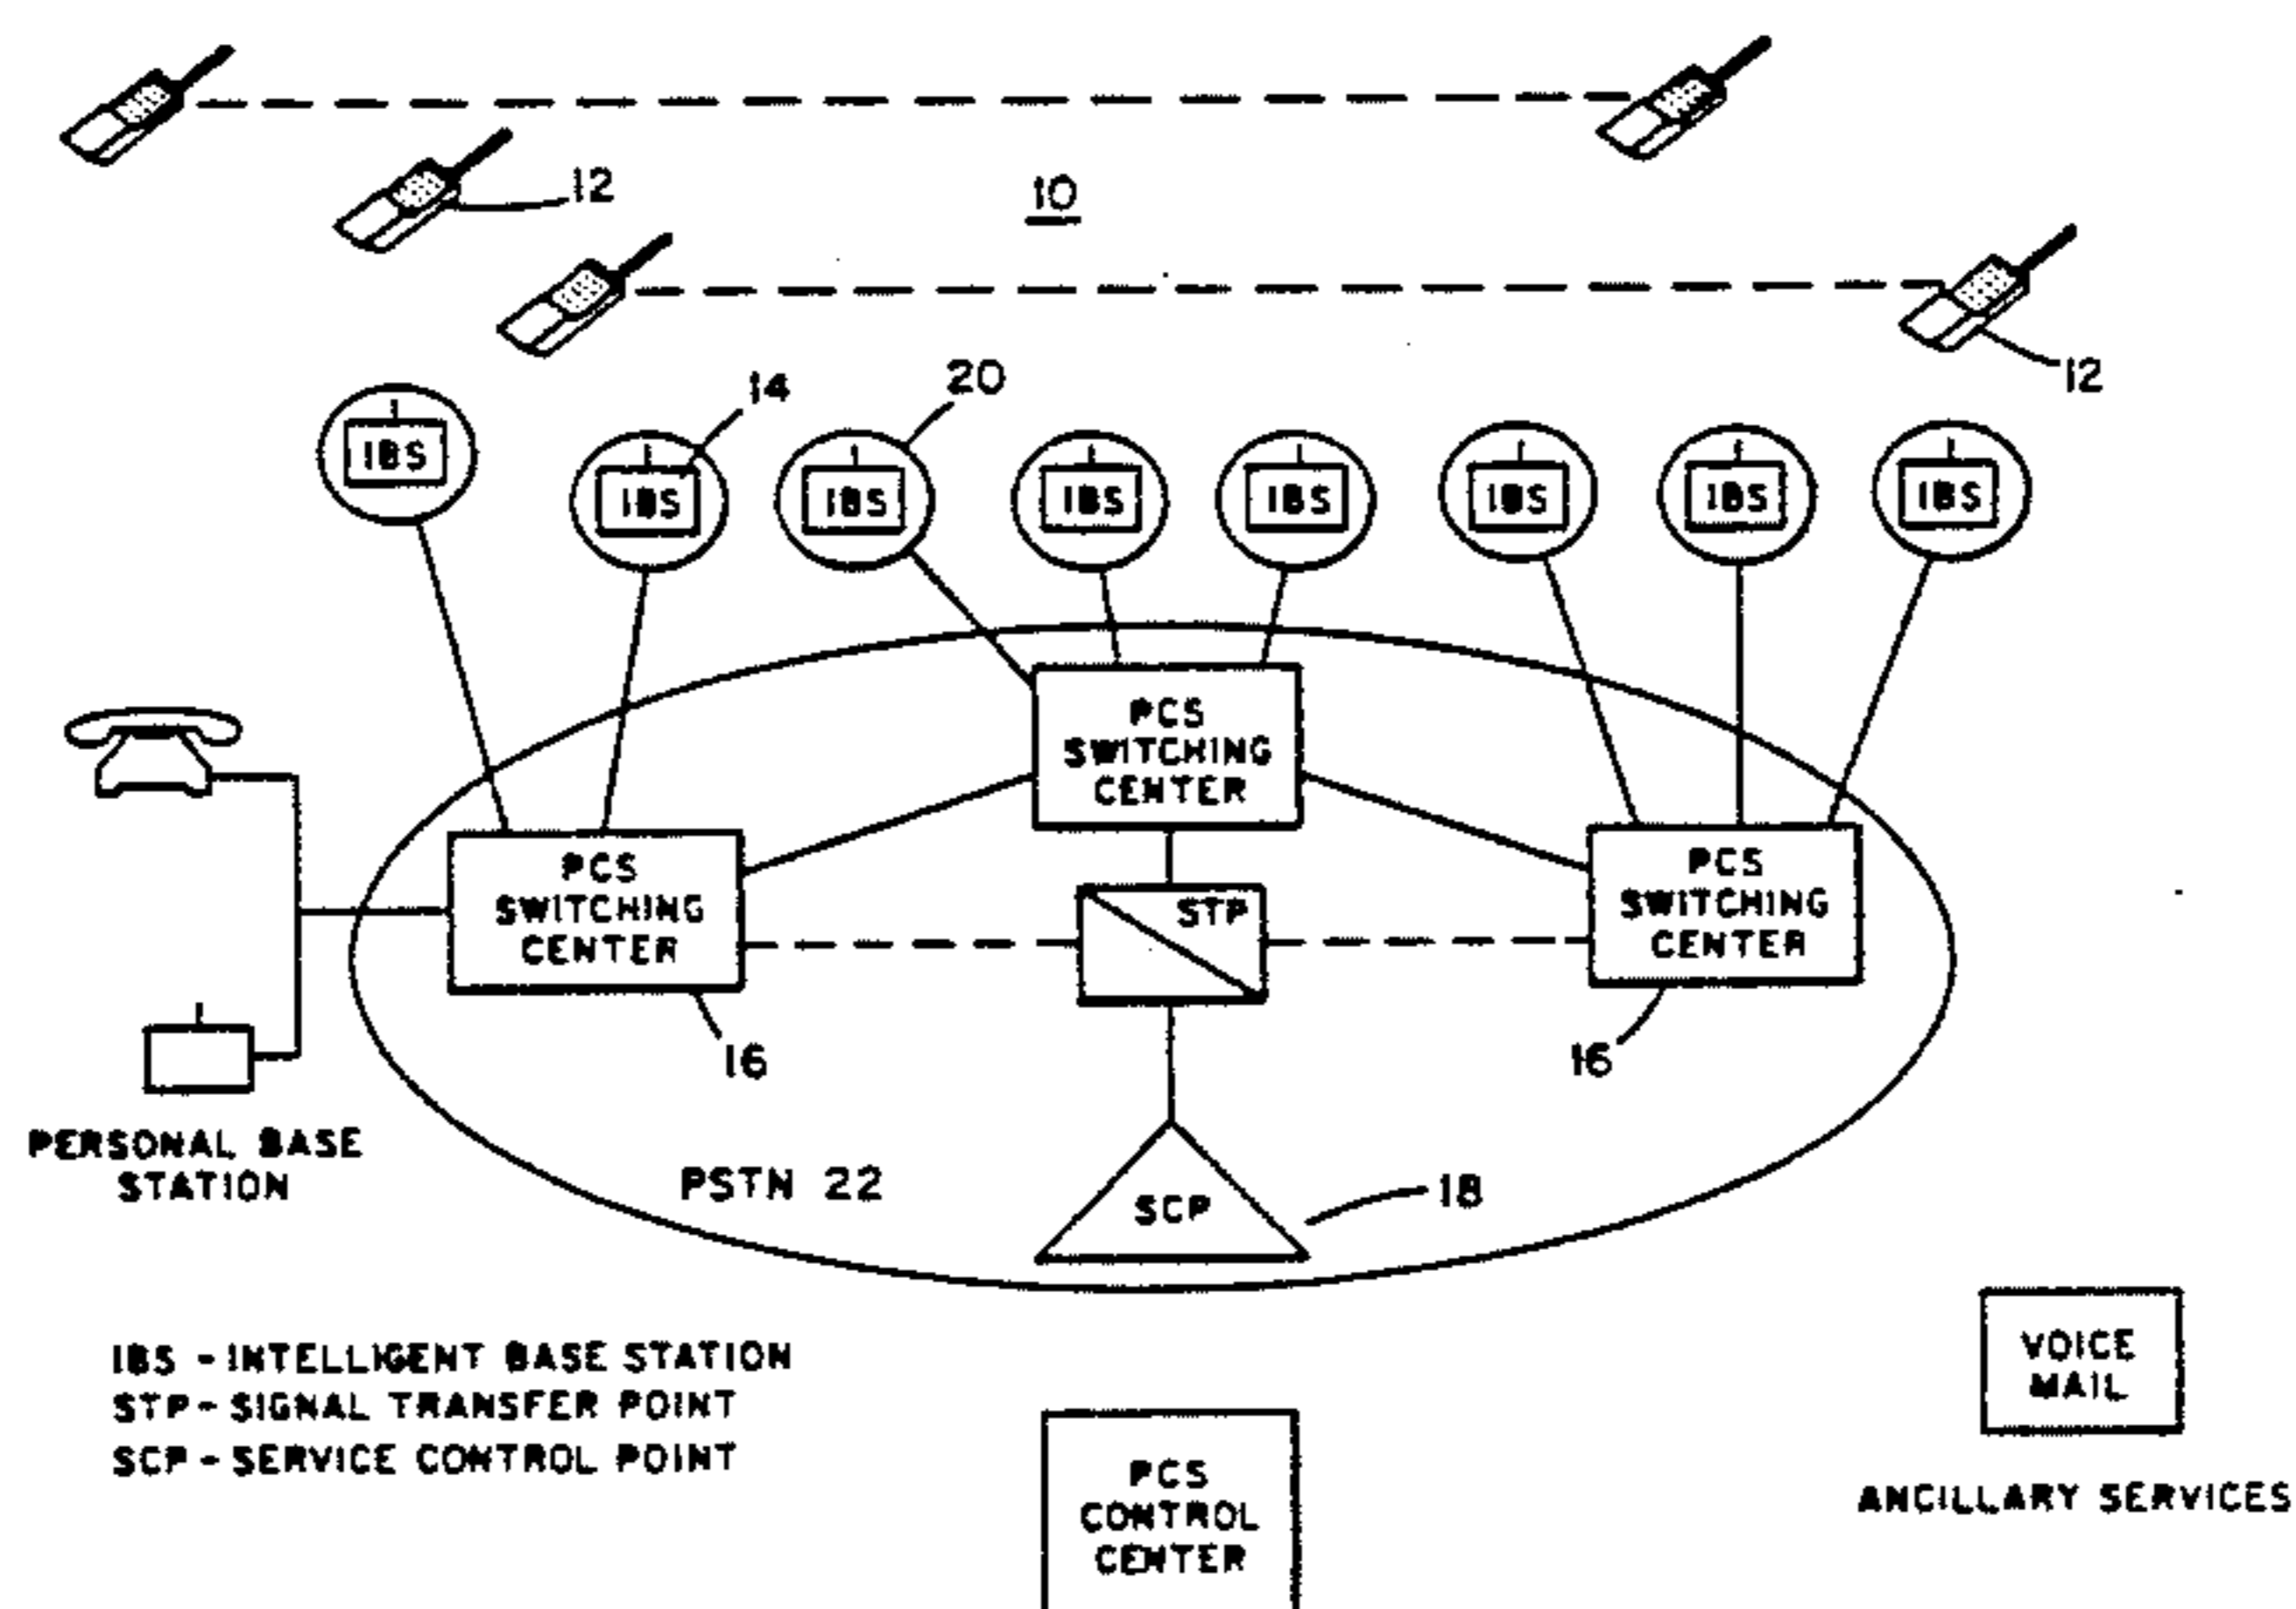 12
10
12
14
20
IBS
IBS
IBS
IBS
IBS
IBS
IBS
IBS
PCS
SWITCHING
CENTER
PCS
SWITCHING
CENTER
PCS
SWITCHING
CENTER
STP
16
16
PERSONAL BASE
STATION
PSTN 22
SCP
18
IBS - INTELLIGENT BASE STATION
STP - SIGNAL TRANSFER POINT
SCP - SERVICE CONTROL POINT
VOICE
MAIL
PCS
CONTROL
CENTER
ANCILLARY SERVICES